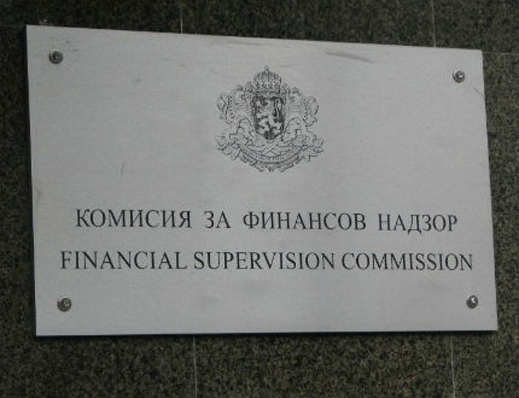 КОМИСИЯ ЗА ФИНАНСОВ НАДЗОР
FINANCIAL SUPERVISION COMMISSION